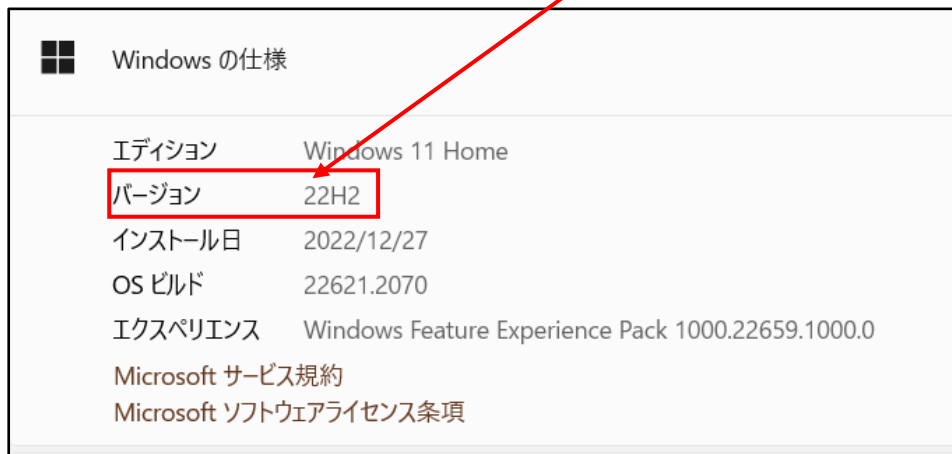 Windows の仕様
エディション Windows 11 Home
バージョン 22H2
インストール日 2022/12/27
OS ビルド 22621.2070
エクスペリエンス Windows Feature Experience Pack 1000.22659.1000.0
Microsoft サービス規約
Microsoft ソフトウェアライセンス条項